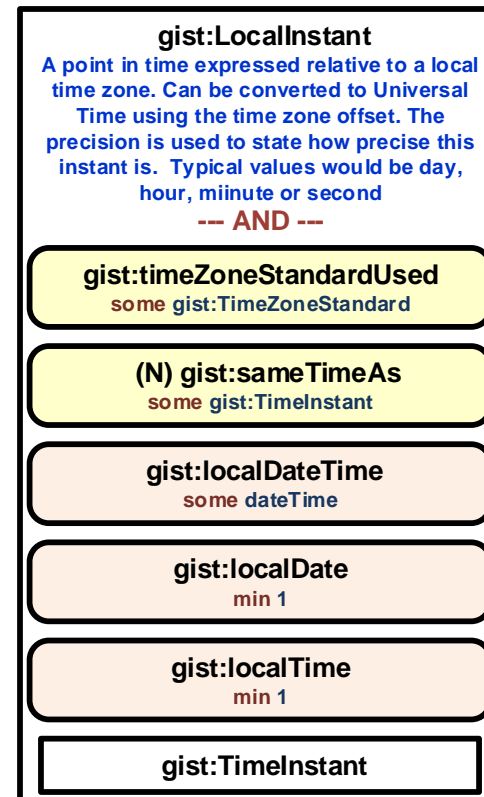 gist:LocalInstant
A point in time expressed relative to a local
time zone. Can be converted to Universal
Time using the time zone offset. The
precision is used to state how precise this
instant is.  Typical values would be day,
hour, miinute or second
--- AND ---
gist:timeZoneStandardUsed
some gist:TimeZoneStandard
(N) gist:sameTimeAs
some gist:TimeInstant
gist:localDateTime
some dateTime
gist:localDate
min 1
gist:localTime
min 1
gist:TimeInstant